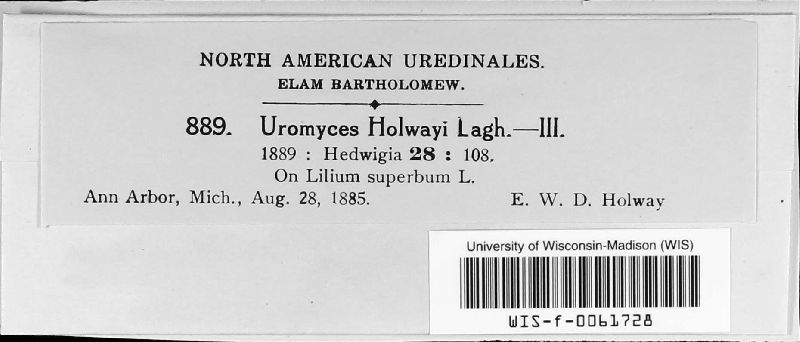 NORTH AMERICAN UREDINALES.
ELAM BARTHOLOMEW.
889. Uromyces Holwayi Lagh.—III.
1889 : Hedwigia 28 : 108.
On Lilium superbum L.
Ann Arbor, Mich., Aug. 28, 1885. E. W. D. Holway
University of Wisconsin-Madison (WIS)
WIS-f-0061728